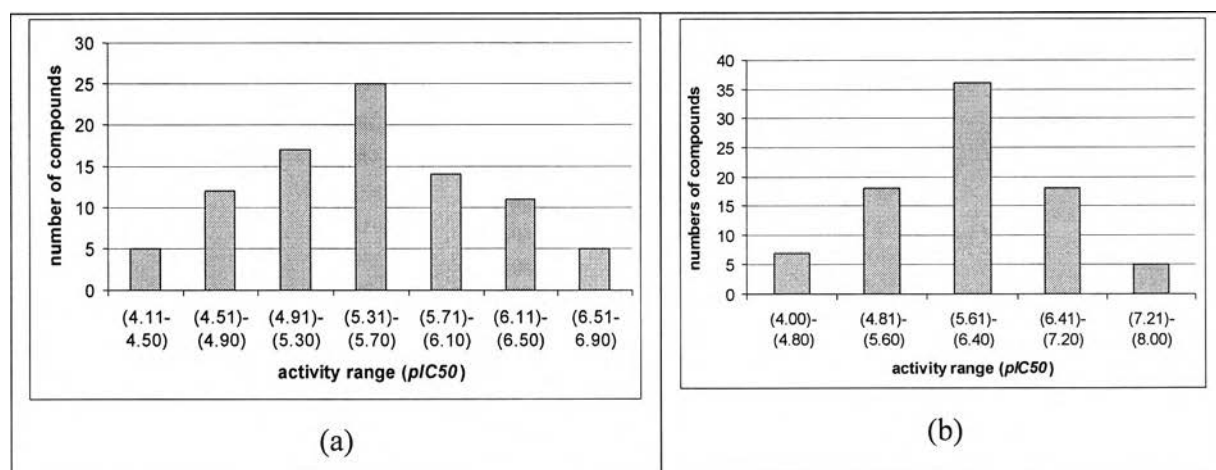 30
25
20
15
10
5
0
number of compounds
(4.11- (4.51)- (4.91)- (5.31)- (5.71)- (6.11)- (6.51-
4.50) (4.90) (5.30) (5.70) (6.10) (6.50) 6.90)
activity range (pIC50)
(a)
40
35
30
25
20
15
10
5
0
numbers of compounds
(4.00)- (4.81)- (5.61)- (6.41)- (7.21)-
(4.80) (5.60) (6.40) (7.20) (8.00)
activity range (pIC50)
(b)